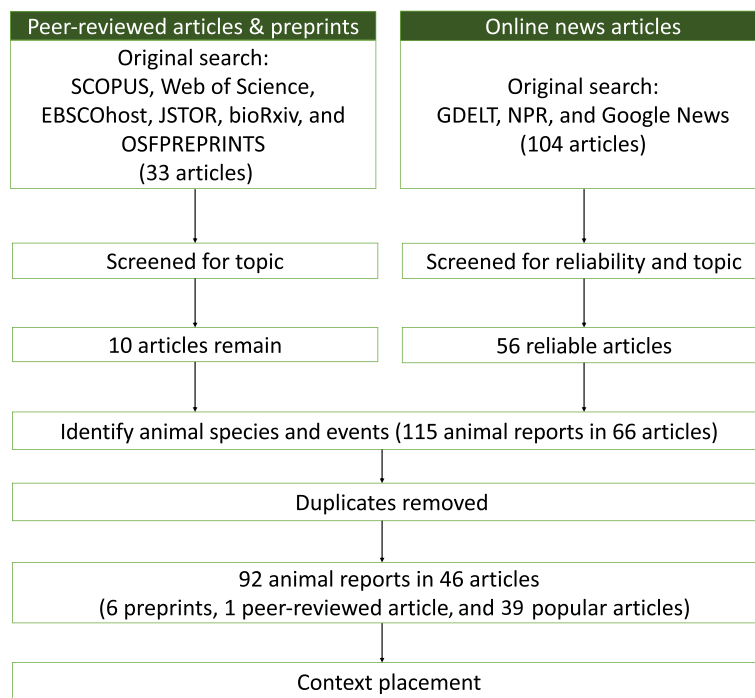 Peer-reviewed articles & preprints
Original search:
SCOPUS, Web of Science,
EBSCOhost, JSTOR, bioRxiv, and
OSFPREPRINTS
(33 articles)
Online news articles
Original search:
GDELT, NPR, and Google News
(104 articles)
Screened for topic
Screened for reliability and topic
10 articles remain
56 reliable articles
Identify animal species and events (115 animal reports in 66 articles)
Duplicates removed
92 animal reports in 46 articles
(6 preprints, 1 peer-reviewed article, and 39 popular articles)
Context placement